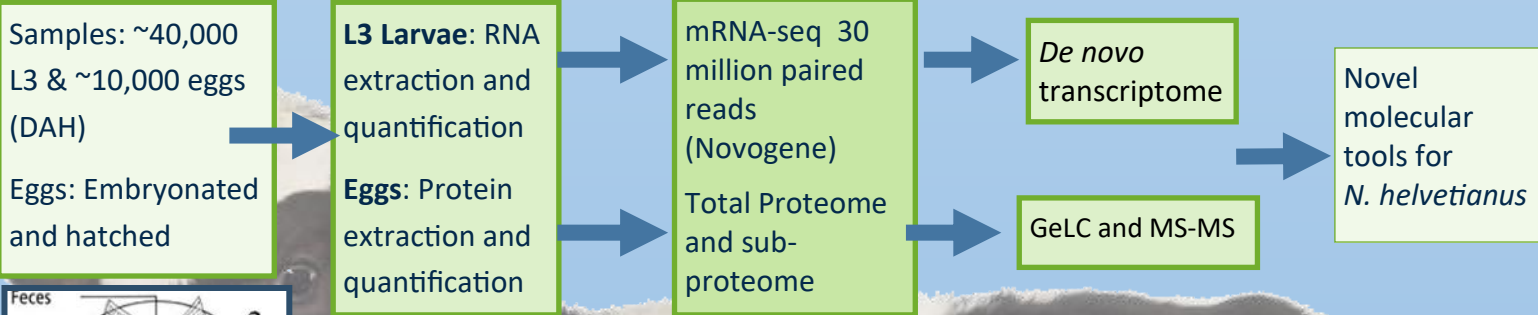 Samples: ~40,000
L3 & ~10,000 eggs
(DAH)
Eggs: Embryonated
and hatched
L3 Larvae: RNA
extraction and
quantification
Eggs: Protein
extraction and
quantification
mRNA-seq 30
million paired
reads
(Novogene)
Total Proteome
and sub-
proteome
De novo
transcriptome
GeLC and MS-MS
Novel
molecular
tools for
N. helvetianus
Feces